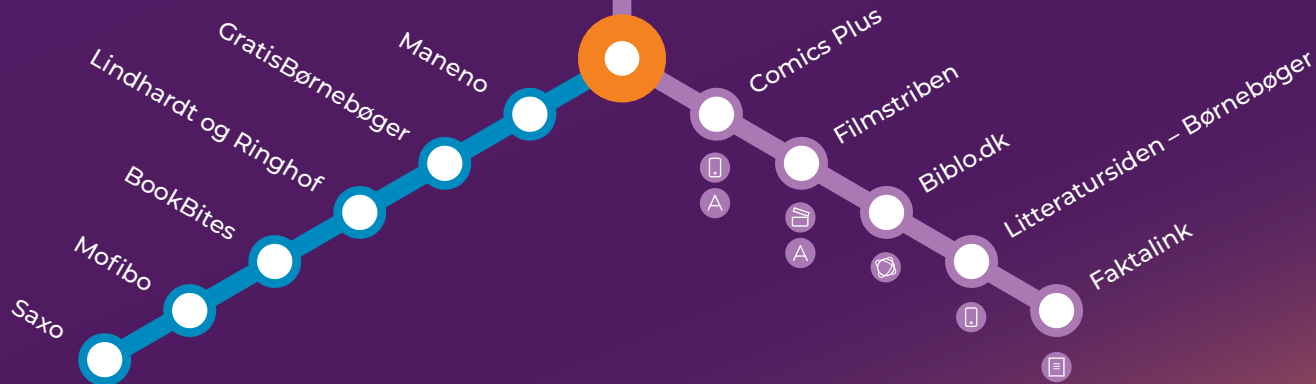 Maneno
GratisBørnebøger
Lindhardt og Ringhof
BookBites
Mofibo
Saxo
Comics Plus
Filmstriben
Biblo.dk
Litteratursiden – Børnebøger
Faktalink
A
A